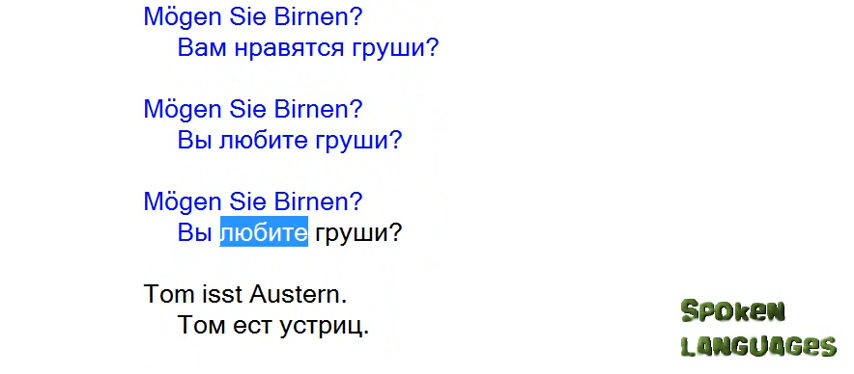 Mögen Sie Birnen?
Вам нравятся груши?
Mögen Sie Birnen?
Вы любите груши?
Mögen Sie Birnen?
Вы любите груши?
Tom isst Austern.
Том ест устриц.
Spoken
Languages